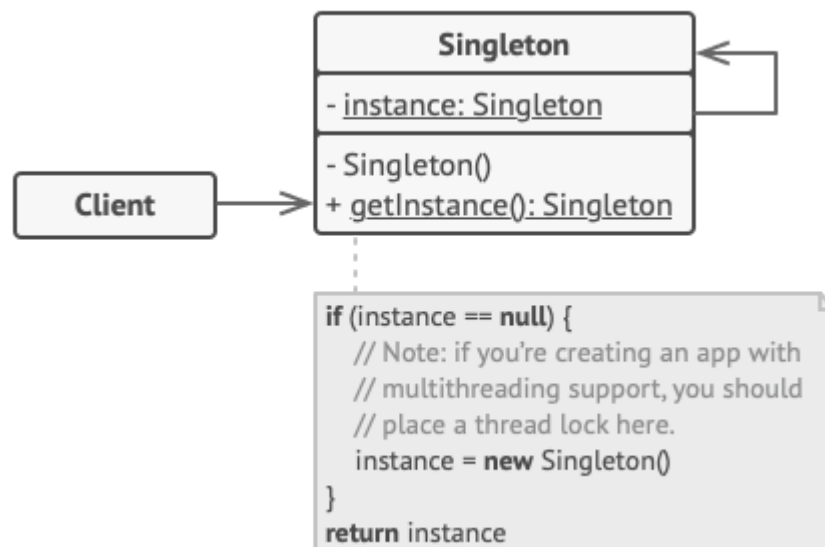 Singleton
- instance: Singleton
- Singleton()
+ getInstance(): Singleton
Client
if (instance == null) {
// Note: if you’re creating an app with
// multithreading support, you should
// place a thread lock here.
instance = new Singleton()
}
return instance